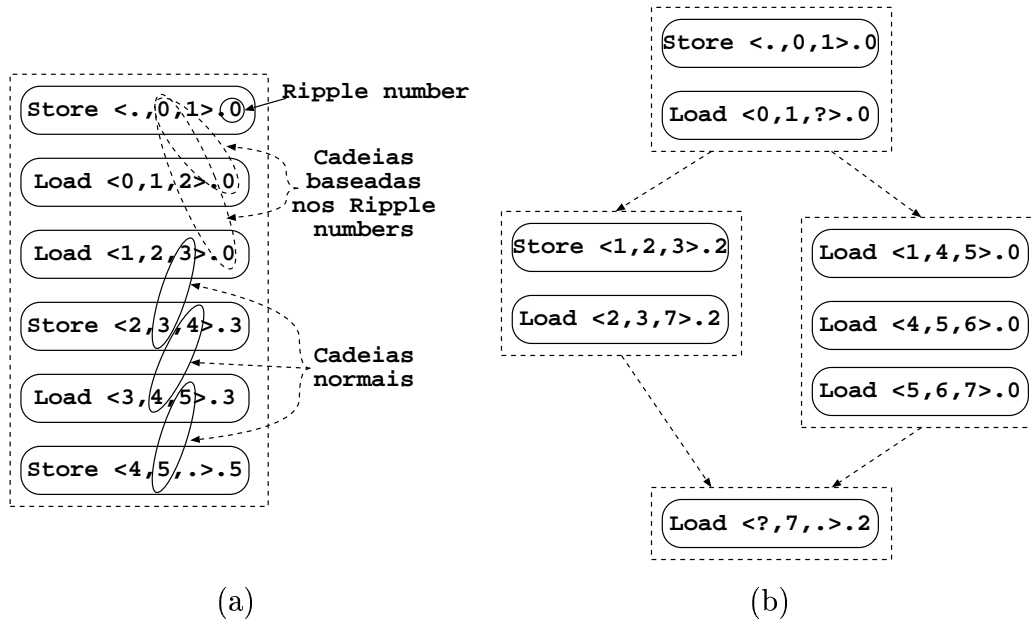 Store <.,0,1>.0
Ripple number
Load <0,1,2>.0
Cadeias
baseadas
nos Ripple
numbers
Load <1,2,3>.0
Store <2,3,4>.3
Cadeias
normais
Load <3,4,5>.3
Store <4,5,.>.5
(a)
Store <.,0,1>.0
Load <0,1,?>.0
Store <1,2,3>.2
Load <2,3,7>.2
Load <1,4,5>.0
Load <4,5,6>.0
Load <5,6,7>.0
Load <?,7,.>.2
(b)